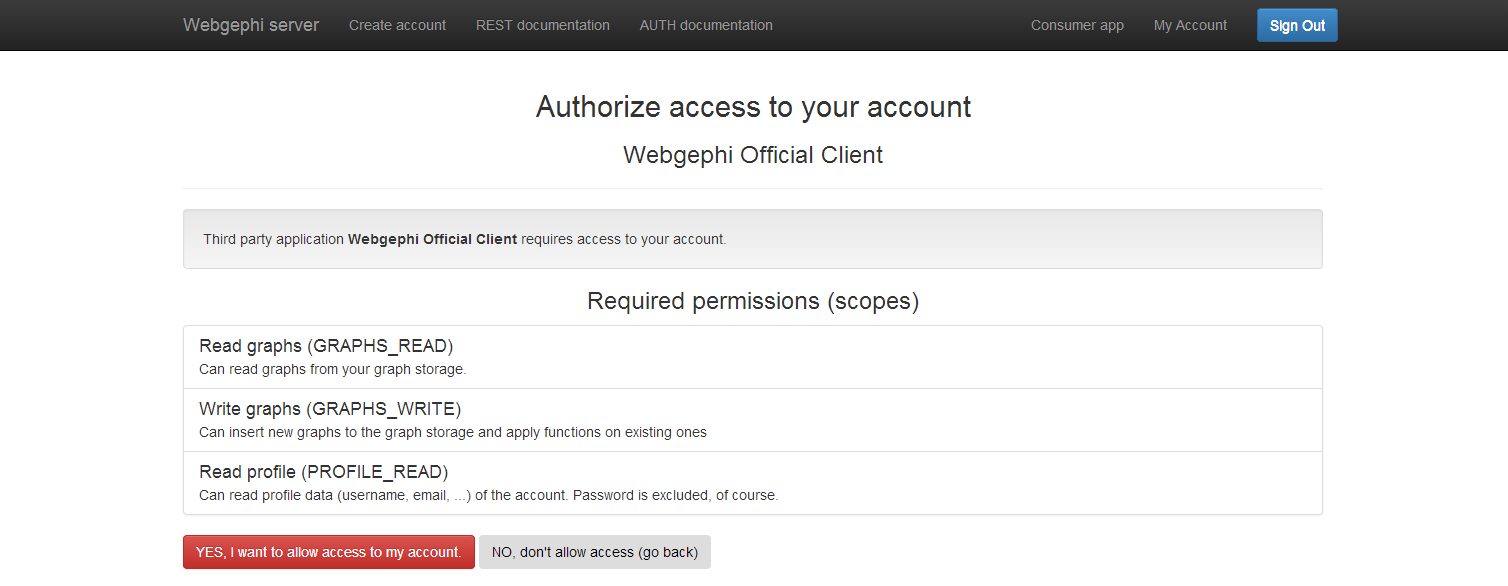 Webgephi server Create account REST documentation AUTH documentation Consumer app My Account Sign Out
Authorize access to your account
Webgephi Official Client
Third party application Webgephi Official Client requires access to your account.
Required permissions (scopes)
Read graphs (GRAPHS_READ)
Can read graphs from your graph storage.
Write graphs (GRAPHS_WRITE)
Can insert new graphs to the graph storage and apply functions on existing ones
Read profile (PROFILE_READ)
Can read profile data (username, email, ...) of the account. Password is excluded, of course.
YES, I want to allow access to my account. NO, don't allow access (go back)